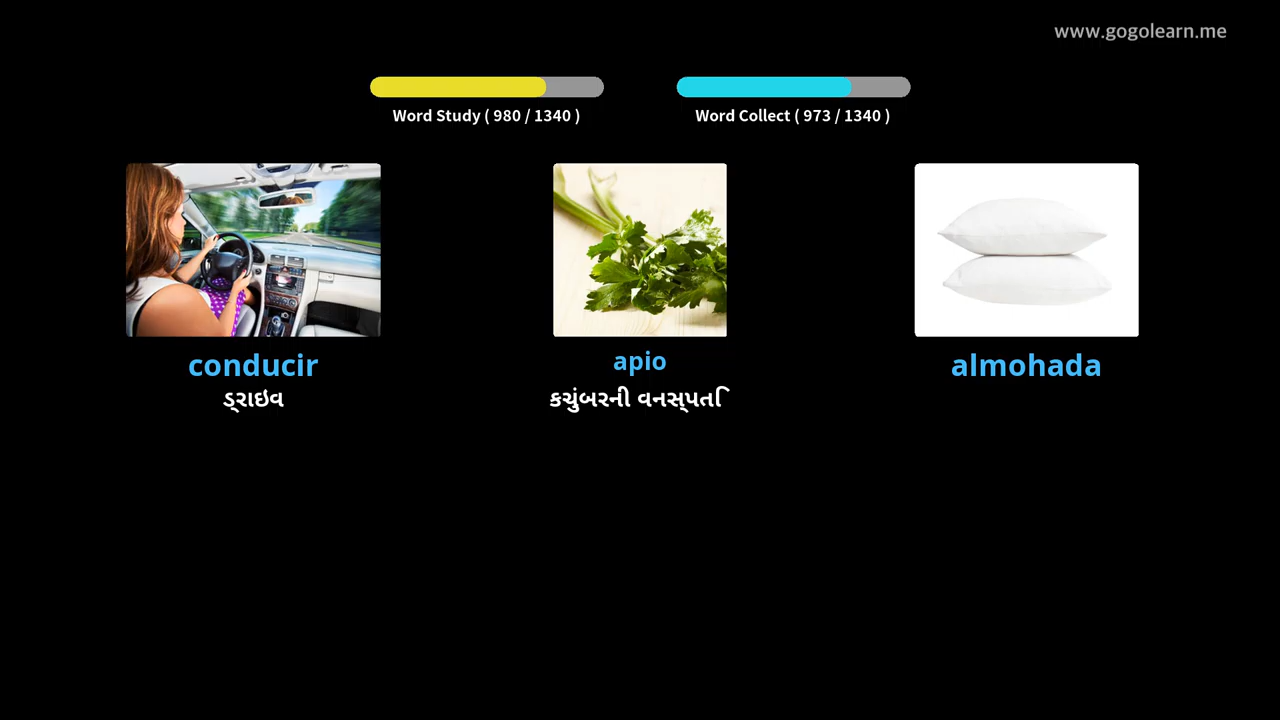 www.gogolearn.me
Word Study ( 980 / 1340 )
Word Collect ( 973 / 1340 )
conducir
apio
almohada
ડ્રાઇવ
કચુંબરની વનસ્પતિ